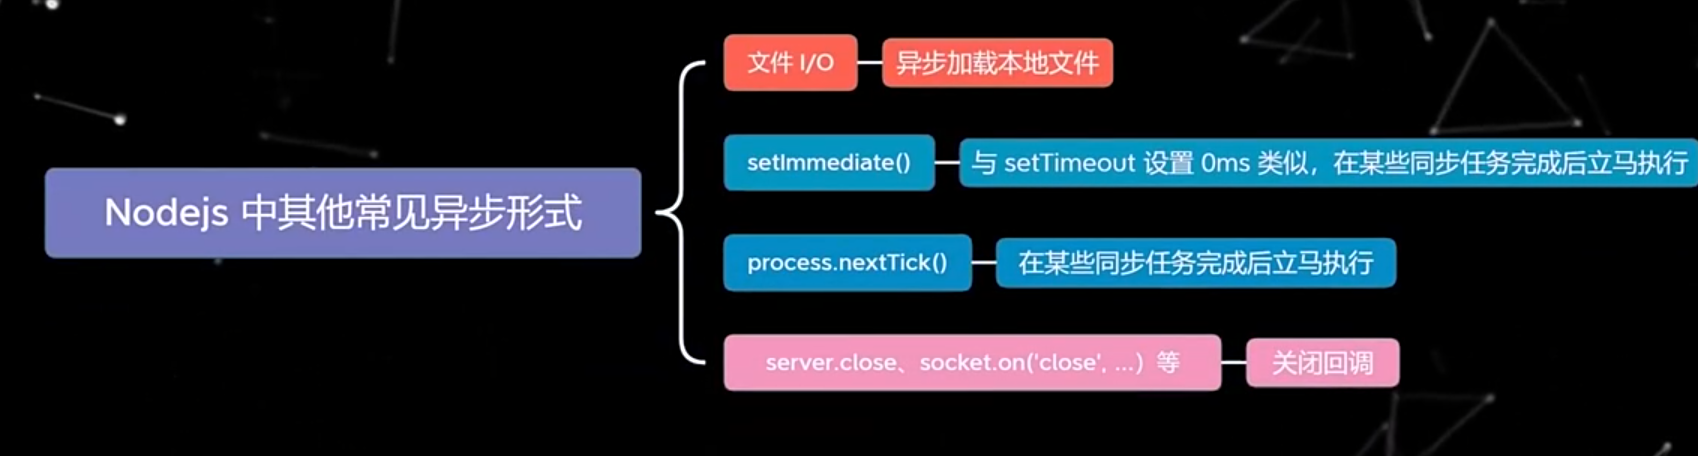 Nodejs 中其他常见异步形式
文件 I/O
异步加载本地文件
setImmediate()
与 setTimeout 设置 0ms 类似，在某些同步任务完成后立马执行
process.nextTick()
在某些同步任务完成后立马执行
server.close、socket.on('close', ...）等
关闭回调